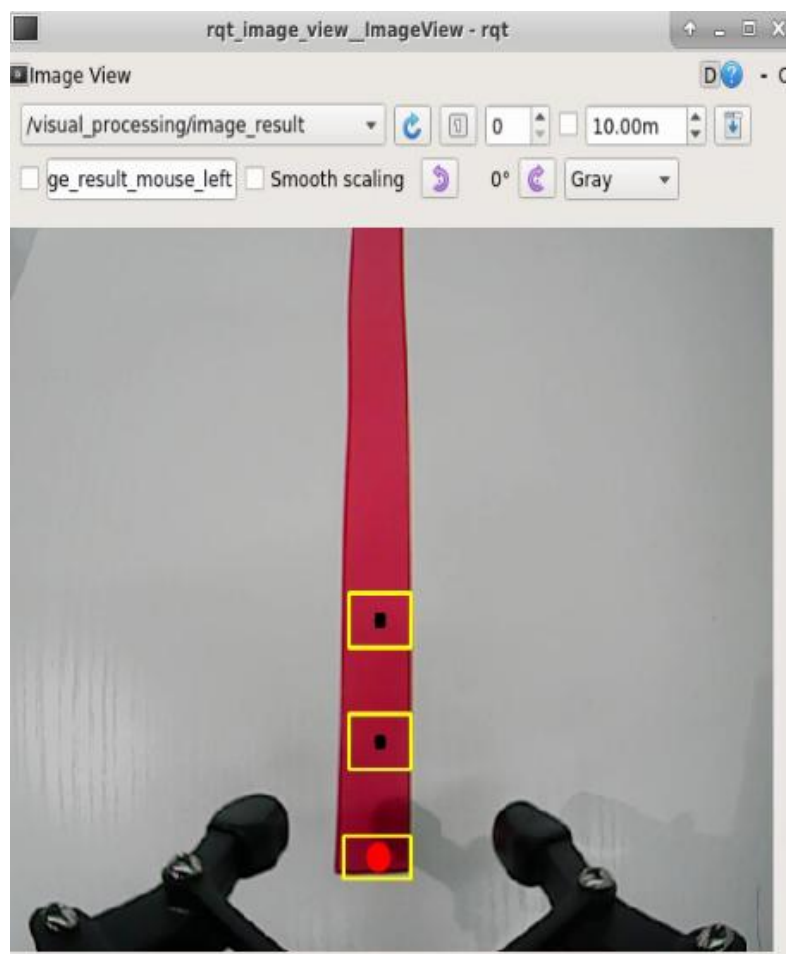 rqt_image_view__ImageView - rqt
Image View
D ? - C
/visual_processing/image_result 0 10.00m
ge_result_mouse_left Smooth scaling 0° Gray